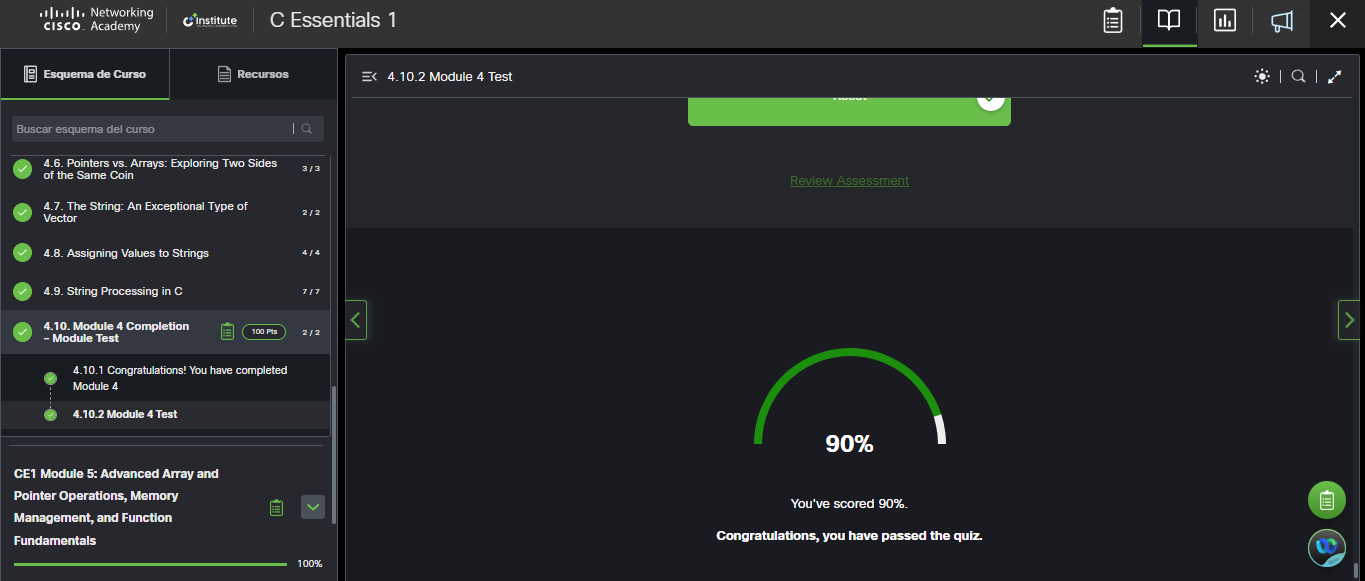 Networking
CISCO Academy
C++ Institute
C Essentials 1
Esquema de Curso
Recursos
Buscar esquema del curso
4.6. Pointers vs. Arrays: Exploring Two Sides
of the Same Coin
3 / 3
4.7. The String: An Exceptional Type of
Vector
2 / 2
4.8. Assigning Values to Strings
4 / 4
4.9. String Processing in C
7 / 7
4.10. Module 4 Completion
– Module Test
100 Pts
2 / 2
4.10.1 Congratulations! You have completed
Module 4
4.10.2 Module 4 Test
CE1 Module 5: Advanced Array and
Pointer Operations, Memory
Management, and Function
Fundamentals
100%
4.10.2 Module 4 Test
Review Assessment
90%
You've scored 90%.
Congratulations, you have passed the quiz.